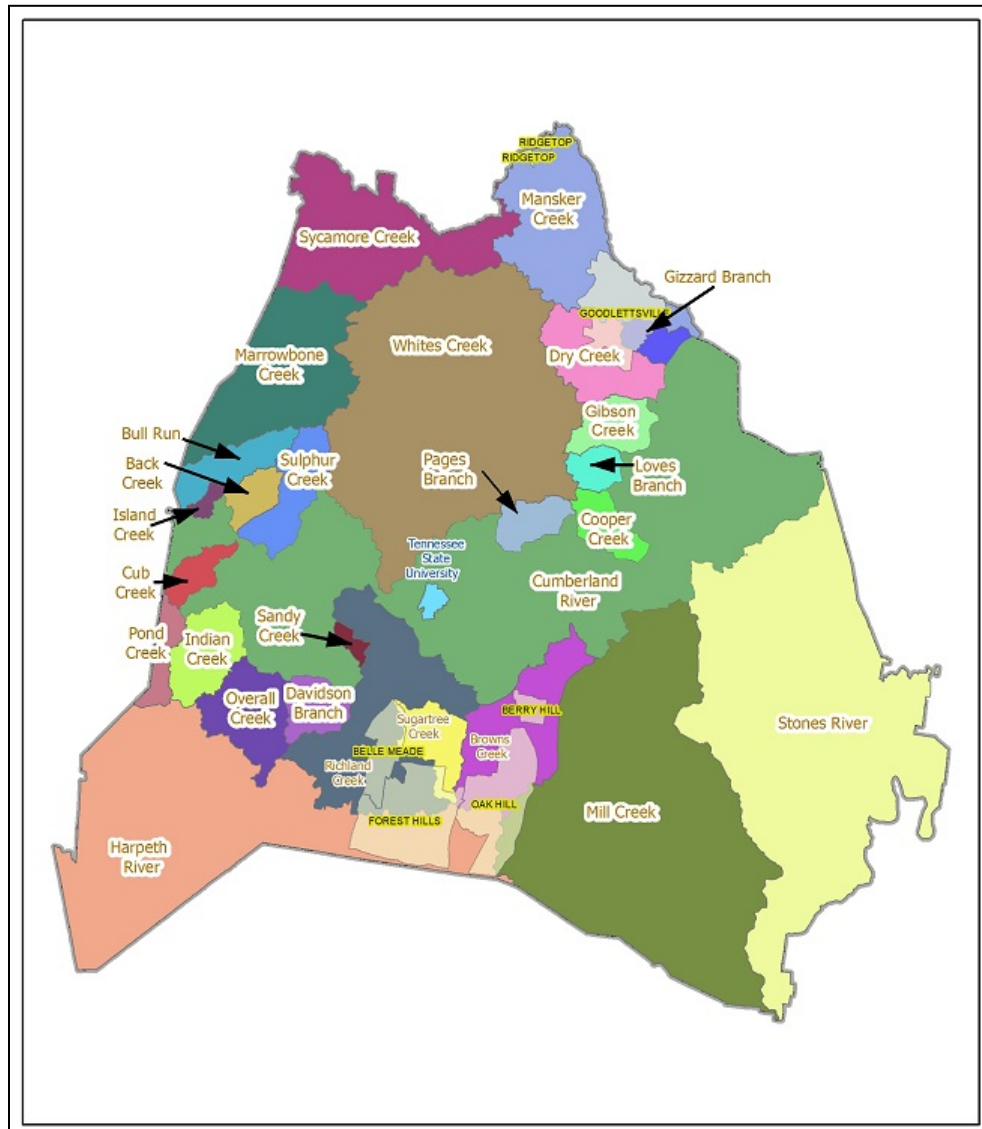 RIDGETOP
RIDGETOP
Mansker
Creek
Sycamore Creek
Gizzard Branch
GOODLETTSVILLE
Whites Creek
Dry Creek
Marrowbone
Creek
Gibson
Creek
Bull Run
Back
Creek
Sulphur
Creek
Pages
Branch
Loves
Branch
Island
Creek
Cooper
Creek
Tennessee
State
University
Cub
Creek
Cumberland
River
Sandy
Creek
Pond
Creek
Indian
Creek
Overall
Creek
Davidson
Branch
Sugartree
Creek
BERRY HILL
Stones River
BELLE MEADE
Browns
Creek
Richland
Creek
OAK HILL
Mill Creek
FOREST HILLS
Harpeth
River